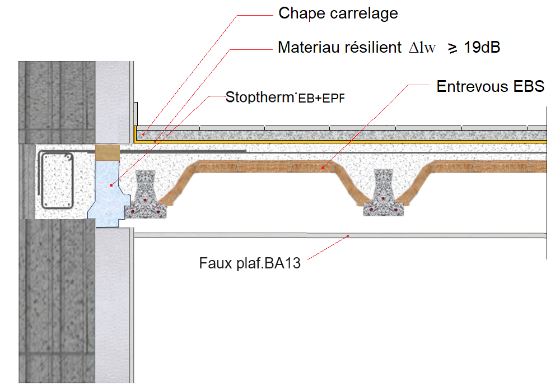 Chape carrelage
Materiau résilient Δlw ⩾ 19dB
Entrevous EBS
Stoptherm·EB+EPF
Faux plaf.BA13